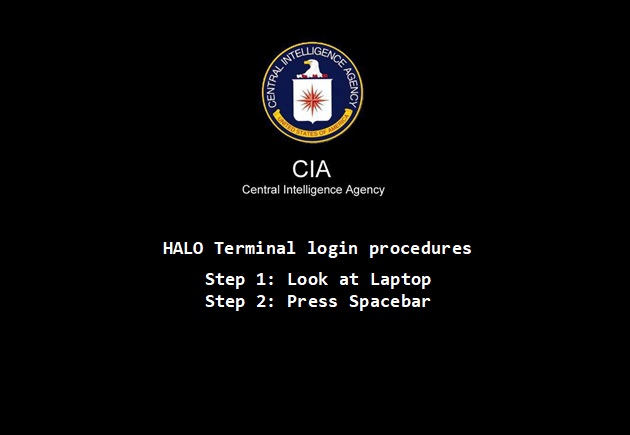 CENTRAL INTELLIGENCE AGENCY
UNITED STATES OF AMERICA
CIA
Central Intelligence Agency
HALO Terminal login procedures
Step 1: Look at Laptop
Step 2: Press Spacebar